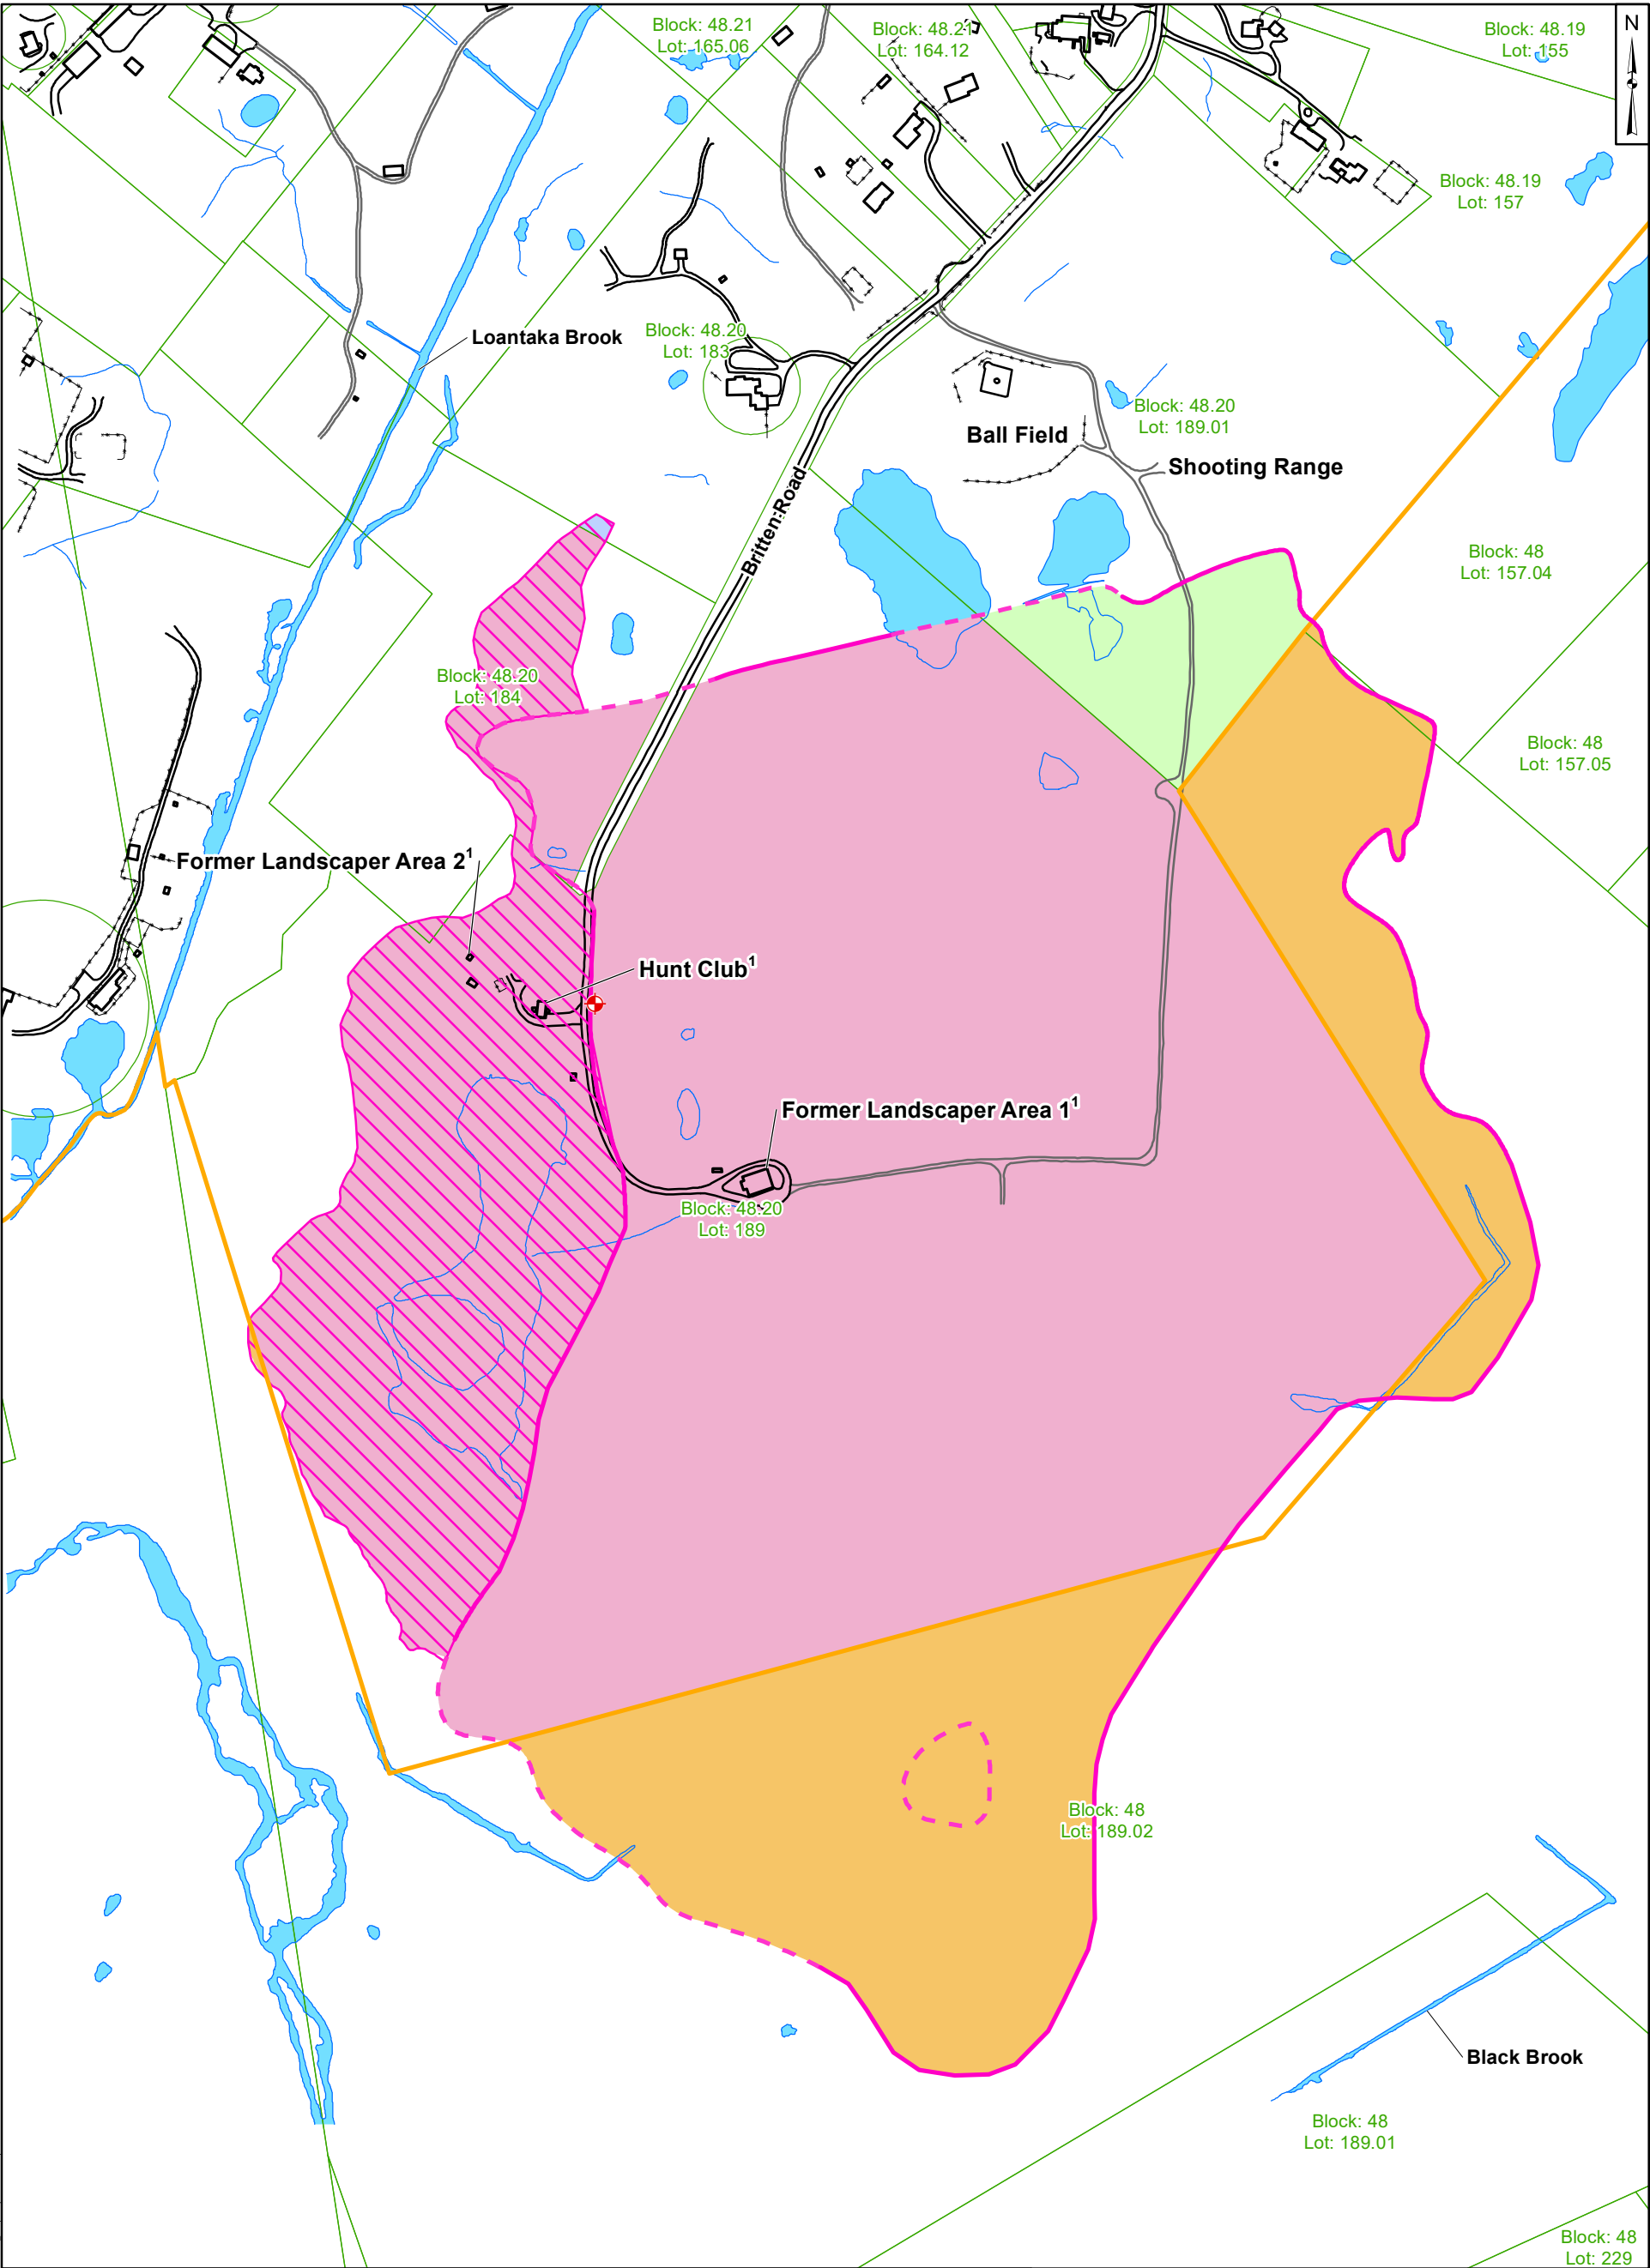 Block: 48.21
Lot: 165.06
Block: 48.21
Lot: 164.12
Block: 48.19
Lot: 155
N
Block: 48.19
Lot: 157
Loantaka Brook
Block: 48.20
Lot: 183
Block: 48.20
Lot: 189.01
Ball Field
Shooting Range
Britten Road
Block: 48
Lot: 157.04
Block: 48.20
Lot: 184
Block: 48
Lot: 157.05
Former Landscaper Area 2¹
Hunt Club¹
Former Landscaper Area 1¹
Block: 48.20
Lot: 189
Block: 48
Lot: 189.02
Black Brook
Block: 48
Lot: 189.01
Block: 48
Lot: 229